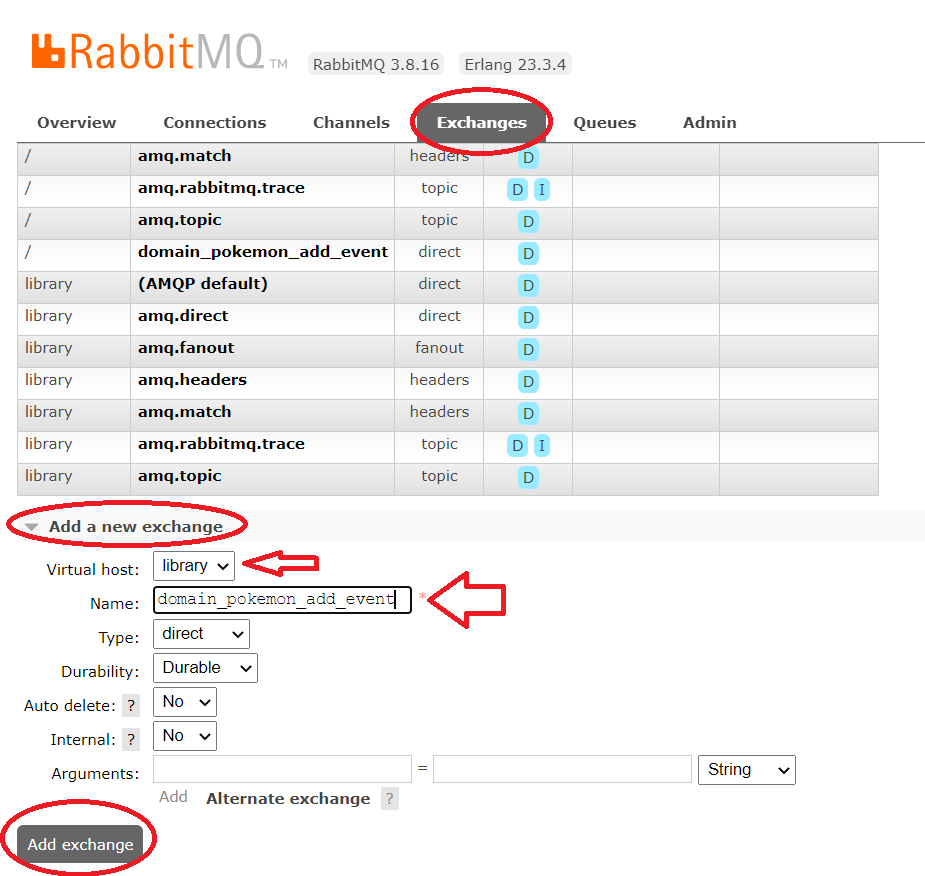 RabbitMQ TM RabbitMQ 3.8.16 Erlang 23.3.4
Overview Connections Channels Exchanges Queues Admin
/ amq.match headers D
/ amq.rabbitmq.trace topic D I
/ amq.topic topic D
/ domain_pokemon_add_event direct D
library (AMQP default) direct D
library amq.direct direct D
library amq.fanout fanout D
library amq.headers headers D
library amq.match headers D
library amq.rabbitmq.trace topic D I
library amq.topic topic D
Add a new exchange
Virtual host: library
Name: domain_pokemon_add_event *
Type: direct
Durability: Durable
Auto delete: ? No
Internal: ? No
Arguments: = String
Add Alternate exchange ?
Add exchange